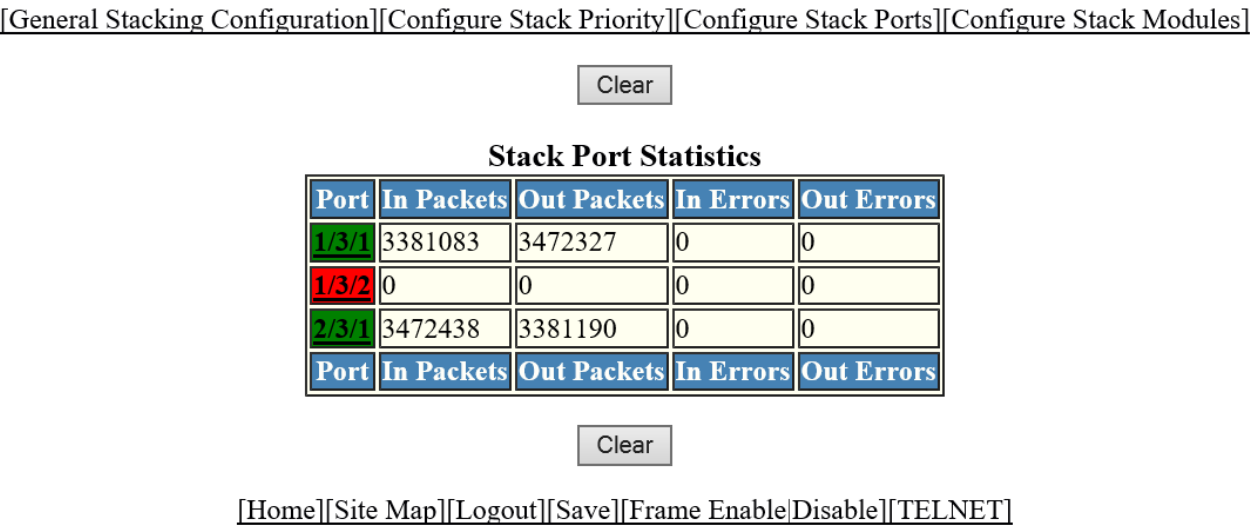 [General Stacking Configuration][Configure Stack Priority][Configure Stack Ports][Configure Stack Modules]
Clear
Stack Port Statistics
Port In Packets Out Packets In Errors Out Errors
1/3/1 3381083 3472327 0 0
1/3/2 0 0 0 0
2/3/1 3472438 3381190 0 0
Port In Packets Out Packets In Errors Out Errors
Clear
[Home][Site Map][Logout][Save][Frame Enable|Disable][TELNET]